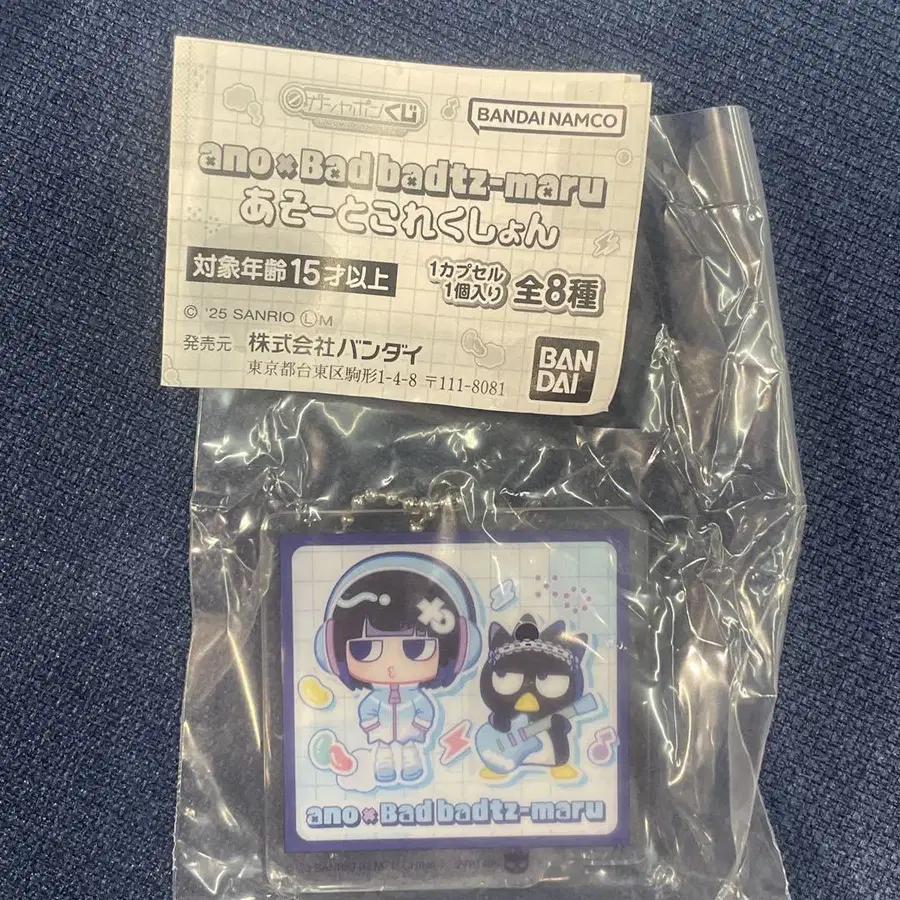 ガシャポンくじ
BANDAI NAMCO
ano×Bad badtz-maru
あそーとこれくしょん
対象年齢15才以上
1カプセル
1個入り
全8種
© '25 SANRIO ⓁM
発売元 株式会社バンダイ
東京都台東区駒形1-4-8 〒111-8081
BAN
DAI
ano×Bad badtz-maru